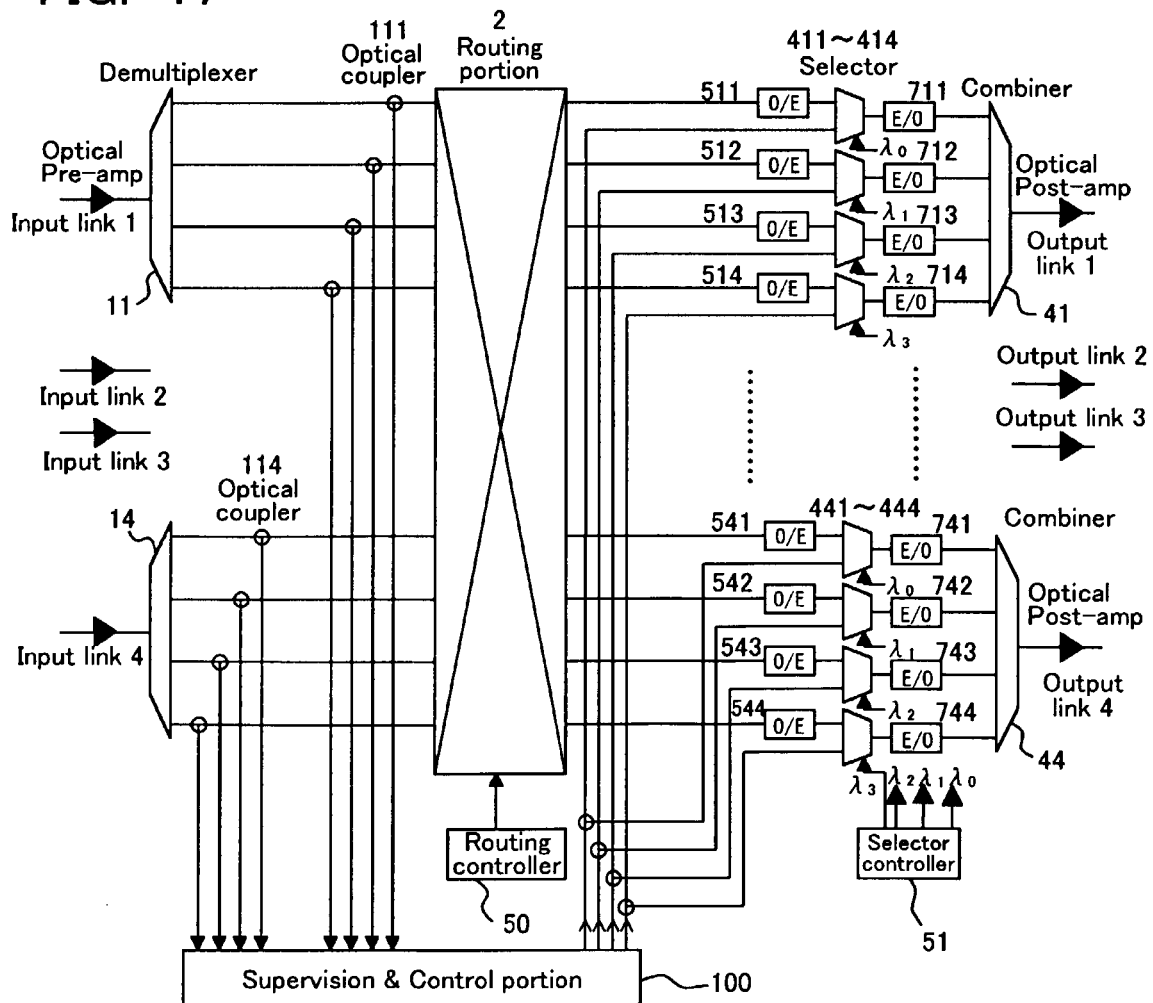 111
Optical
coupler
2
Routing
portion
411～414
Selector
Demultiplexer
Combiner
511
O/E
711
E/O
λ0
Optical
Pre-amp
Input link 1
512
O/E
712
E/O
λ1
Optical
Post-amp
Output
link 1
513
O/E
713
E/O
λ2
514
O/E
714
E/O
λ3
11
41
Input link 2
Input link 3
Output link 2
Output link 3
114
Optical
coupler
14
441～444
Combiner
541
O/E
741
E/O
λ0
542
O/E
742
E/O
λ1
Input link 4
Optical
Post-amp
Output
link 4
543
O/E
743
E/O
λ2
544
O/E
744
E/O
44
λ3 λ2 λ1 λ0
Routing
controller
50
Selector
controller
51
Supervision & Control portion
100